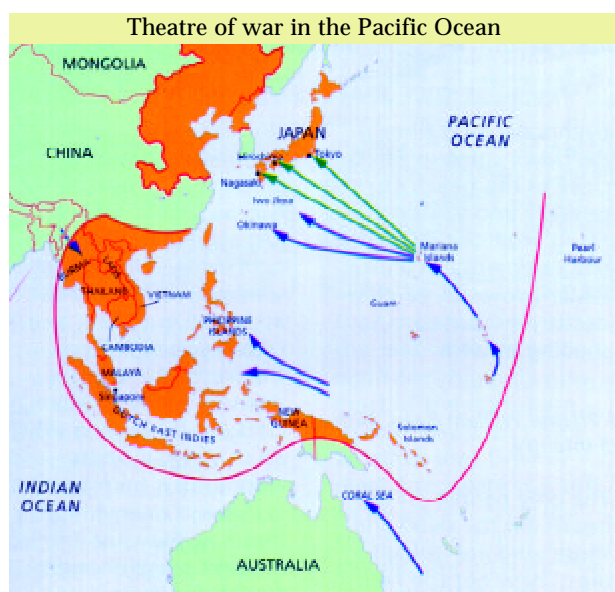 Theatre of war in the Pacific Ocean
MONGOLIA
PACIFIC
OCEAN
JAPAN
CHINA
Hiroshima
Tokyo
Nagasaki
Iwo Jima
Okinawa
Mariana
Islands
Pearl
Harbour
BURMA
LAOS
THAILAND
VIETNAM
Guam
PHILIPPINE
ISLANDS
CAMBODIA
MALAYA
Singapore
DUTCH EAST INDIES
NEW
GUINEA
Solomon
Islands
INDIAN
OCEAN
CORAL SEA
AUSTRALIA